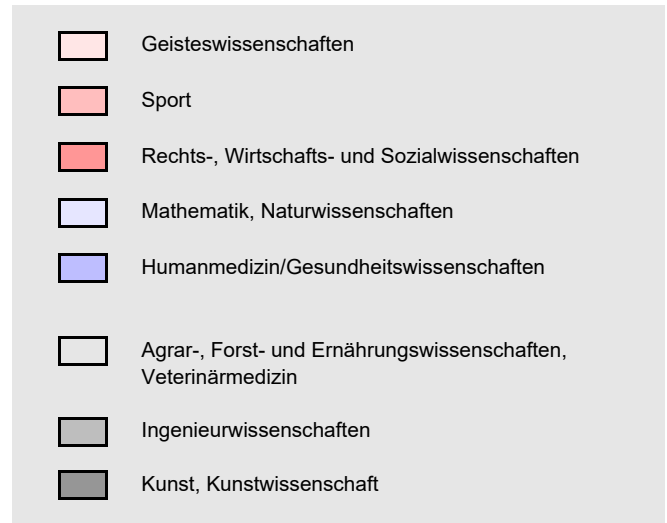 Geisteswissenschaften
Sport
Rechts-, Wirtschafts- und Sozialwissenschaften
Mathematik, Naturwissenschaften
Humanmedizin/Gesundheitswissenschaften
Agrar-, Forst- und Ernährungswissenschaften,
Veterinärmedizin
Ingenieurwissenschaften
Kunst, Kunstwissenschaft